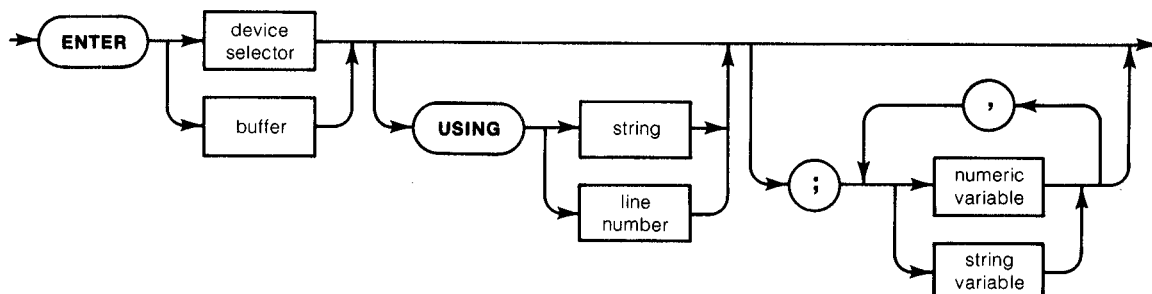 ENTER
device
selector
buffer
USING
string
line
number
;
,
numeric
variable
string
variable